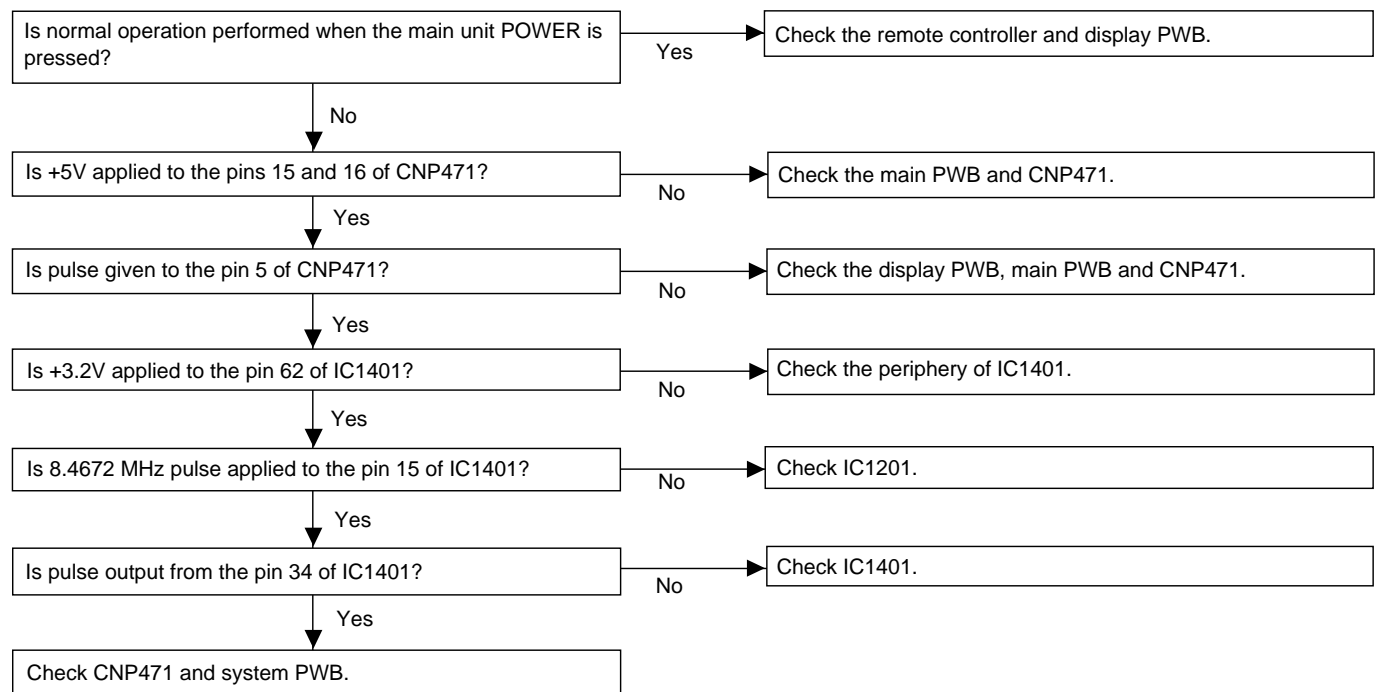 Is normal operation performed when the main unit POWER is
pressed?
Yes
Check the remote controller and display PWB.
No
Is +5V applied to the pins 15 and 16 of CNP471?
No
Check the main PWB and CNP471.
Yes
Is pulse given to the pin 5 of CNP471?
No
Check the display PWB, main PWB and CNP471.
Yes
Is +3.2V applied to the pin 62 of IC1401?
No
Check the periphery of IC1401.
Yes
Is 8.4672 MHz pulse applied to the pin 15 of IC1401?
No
Check IC1201.
Yes
Is pulse output from the pin 34 of IC1401?
No
Check IC1401.
Yes
Check CNP471 and system PWB.